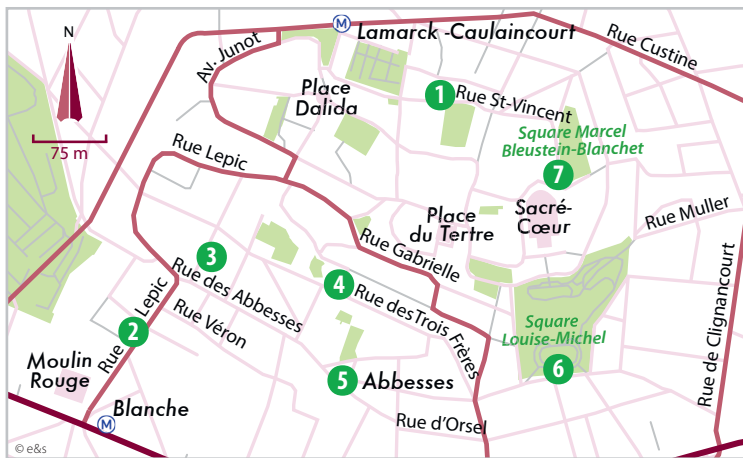 N
75 m
M
Lamarck -Caulaincourt
Rue Custine
Av. Junot
Place
Dalida
1
Rue St-Vincent
Square Marcel
Bleustein-Blanchet
7
Rue Lepic
Place
du Tertre
Sacré-
Cœur
Rue Muller
Rue Gabrielle
3
Rue des Abbesses
4
Rue des Trois Frères
Rue Véron
2
Rue Lepic
Square
Louise-Michel
6
Rue de Clignancourt
Moulin
Rouge
5
Abbesses
Blanche
M
Rue d'Orsel
© e&s